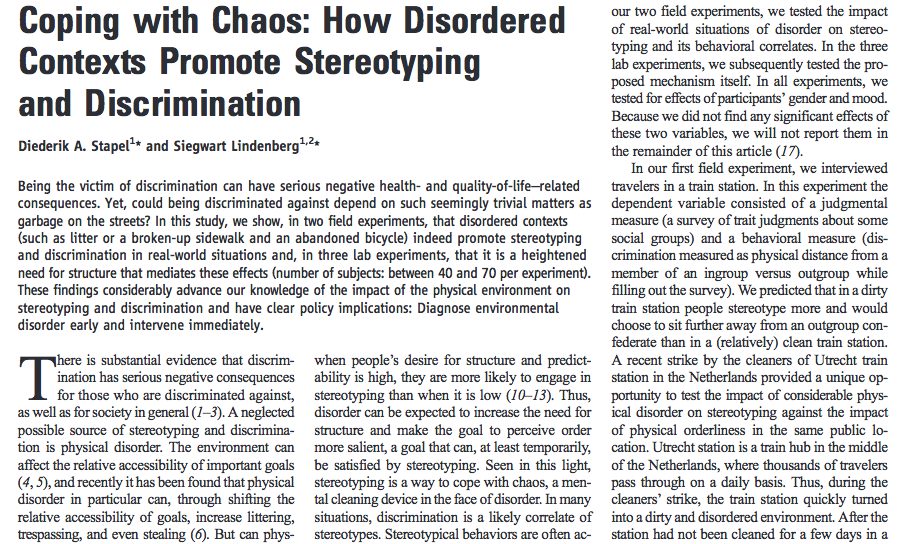 Coping with Chaos: How Disordered
Contexts Promote Stereotyping
and Discrimination
Diederik A. Stapel1* and Siegwart Lindenberg1,2*
Being the victim of discrimination can have serious negative health- and quality-of-life–related
consequences. Yet, could being discriminated against depend on such seemingly trivial matters as
garbage on the streets? In this study, we show, in two field experiments, that disordered contexts
(such as litter or a broken-up sidewalk and an abandoned bicycle) indeed promote stereotyping
and discrimination in real-world situations and, in three lab experiments, that it is a heightened
need for structure that mediates these effects (number of subjects: between 40 and 70 per experiment).
These findings considerably advance our knowledge of the impact of the physical environment on
stereotyping and discrimination and have clear policy implications: Diagnose environmental
disorder early and intervene immediately.
There is substantial evidence that discrim-
ination has serious negative consequences
for those who are discriminated against,
as well as for society in general (1–3). A neglected
possible source of stereotyping and discrimina-
tion is physical disorder. The environment can
affect the relative accessibility of important goals
(4, 5), and recently it has been found that physical
disorder in particular can, through shifting the
relative accessibility of goals, increase littering,
trespassing, and even stealing (6). But can phys-
when people's desire for structure and predict-
ability is high, they are more likely to engage in
stereotyping than when it is low (10–13). Thus,
disorder can be expected to increase the need for
structure and make the goal to perceive order
more salient, a goal that can, at least temporarily,
be satisfied by stereotyping. Seen in this light,
stereotyping is a way to cope with chaos, a men-
tal cleaning device in the face of disorder. In many
situations, discrimination is a likely correlate of
stereotypes. Stereotypical behaviors are often ac-
our two field experiments, we tested the impact
of real-world situations of disorder on stereo-
typing and its behavioral correlates. In the three
lab experiments, we subsequently tested the pro-
posed mechanism itself. In all experiments, we
tested for effects of participants' gender and mood.
Because we did not find any significant effects of
these two variables, we will not report them in
the remainder of this article (17).
In our first field experiment, we interviewed
travelers in a train station. In this experiment the
dependent variable consisted of a judgmental
measure (a survey of trait judgments about some
social groups) and a behavioral measure (dis-
crimination measured as physical distance from a
member of an ingroup versus outgroup while
filling out the survey). We predicted that in a dirty
train station people stereotype more and would
choose to sit further away from an outgroup con-
federate than in a (relatively) clean train station.
A recent strike by the cleaners of Utrecht train
station in the Netherlands provided a unique op-
portunity to test the impact of considerable phys-
ical disorder on stereotyping against the impact
of physical orderliness in the same public lo-
cation. Utrecht station is a train hub in the middle
of the Netherlands, where thousands of travelers
pass through on a daily basis. Thus, during the
cleaners' strike, the train station quickly turned
into a dirty and disordered environment. After the
station had not been cleaned for a few days in a